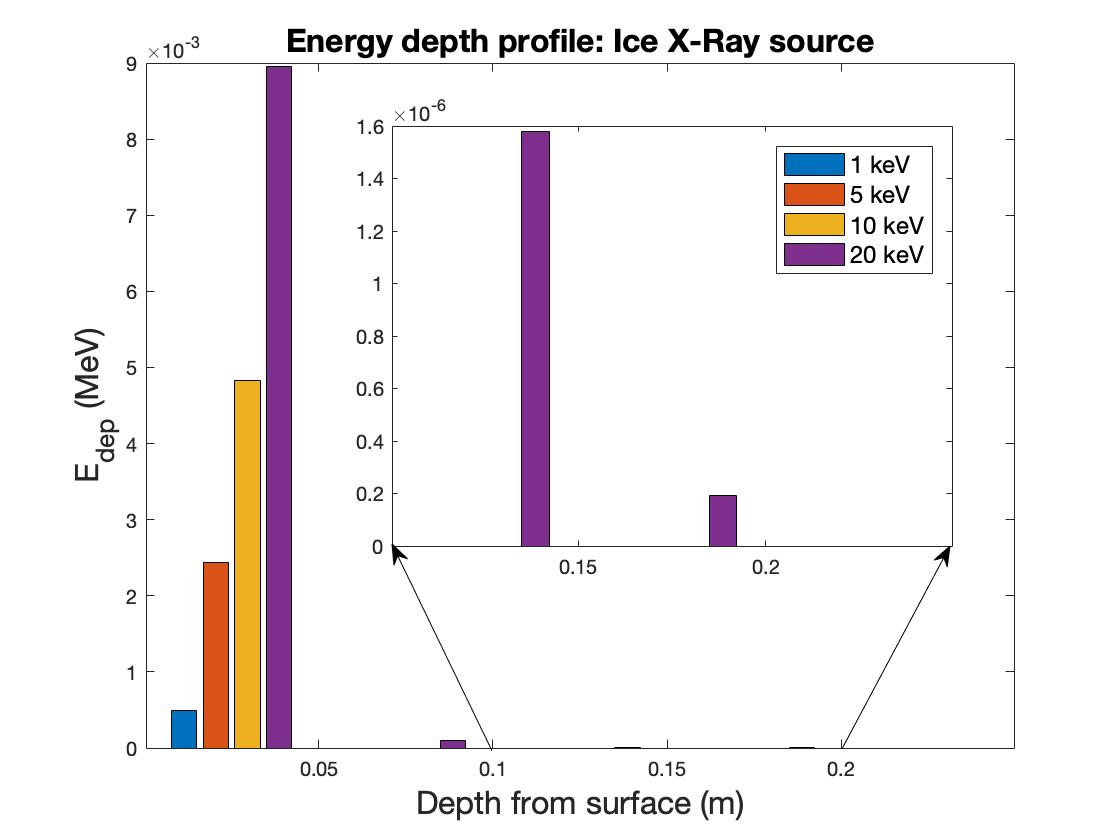 Energy depth profile: Ice X-Ray source
×10-3
9
8
7
6
5
4
3
2
1
0
Edep (MeV)
×10-6
1.6
1.4
1.2
1
0.8
0.6
0.4
0.2
0
0.15 0.2
1 keV
5 keV
10 keV
20 keV
0.05 0.1 0.15 0.2
Depth from surface (m)